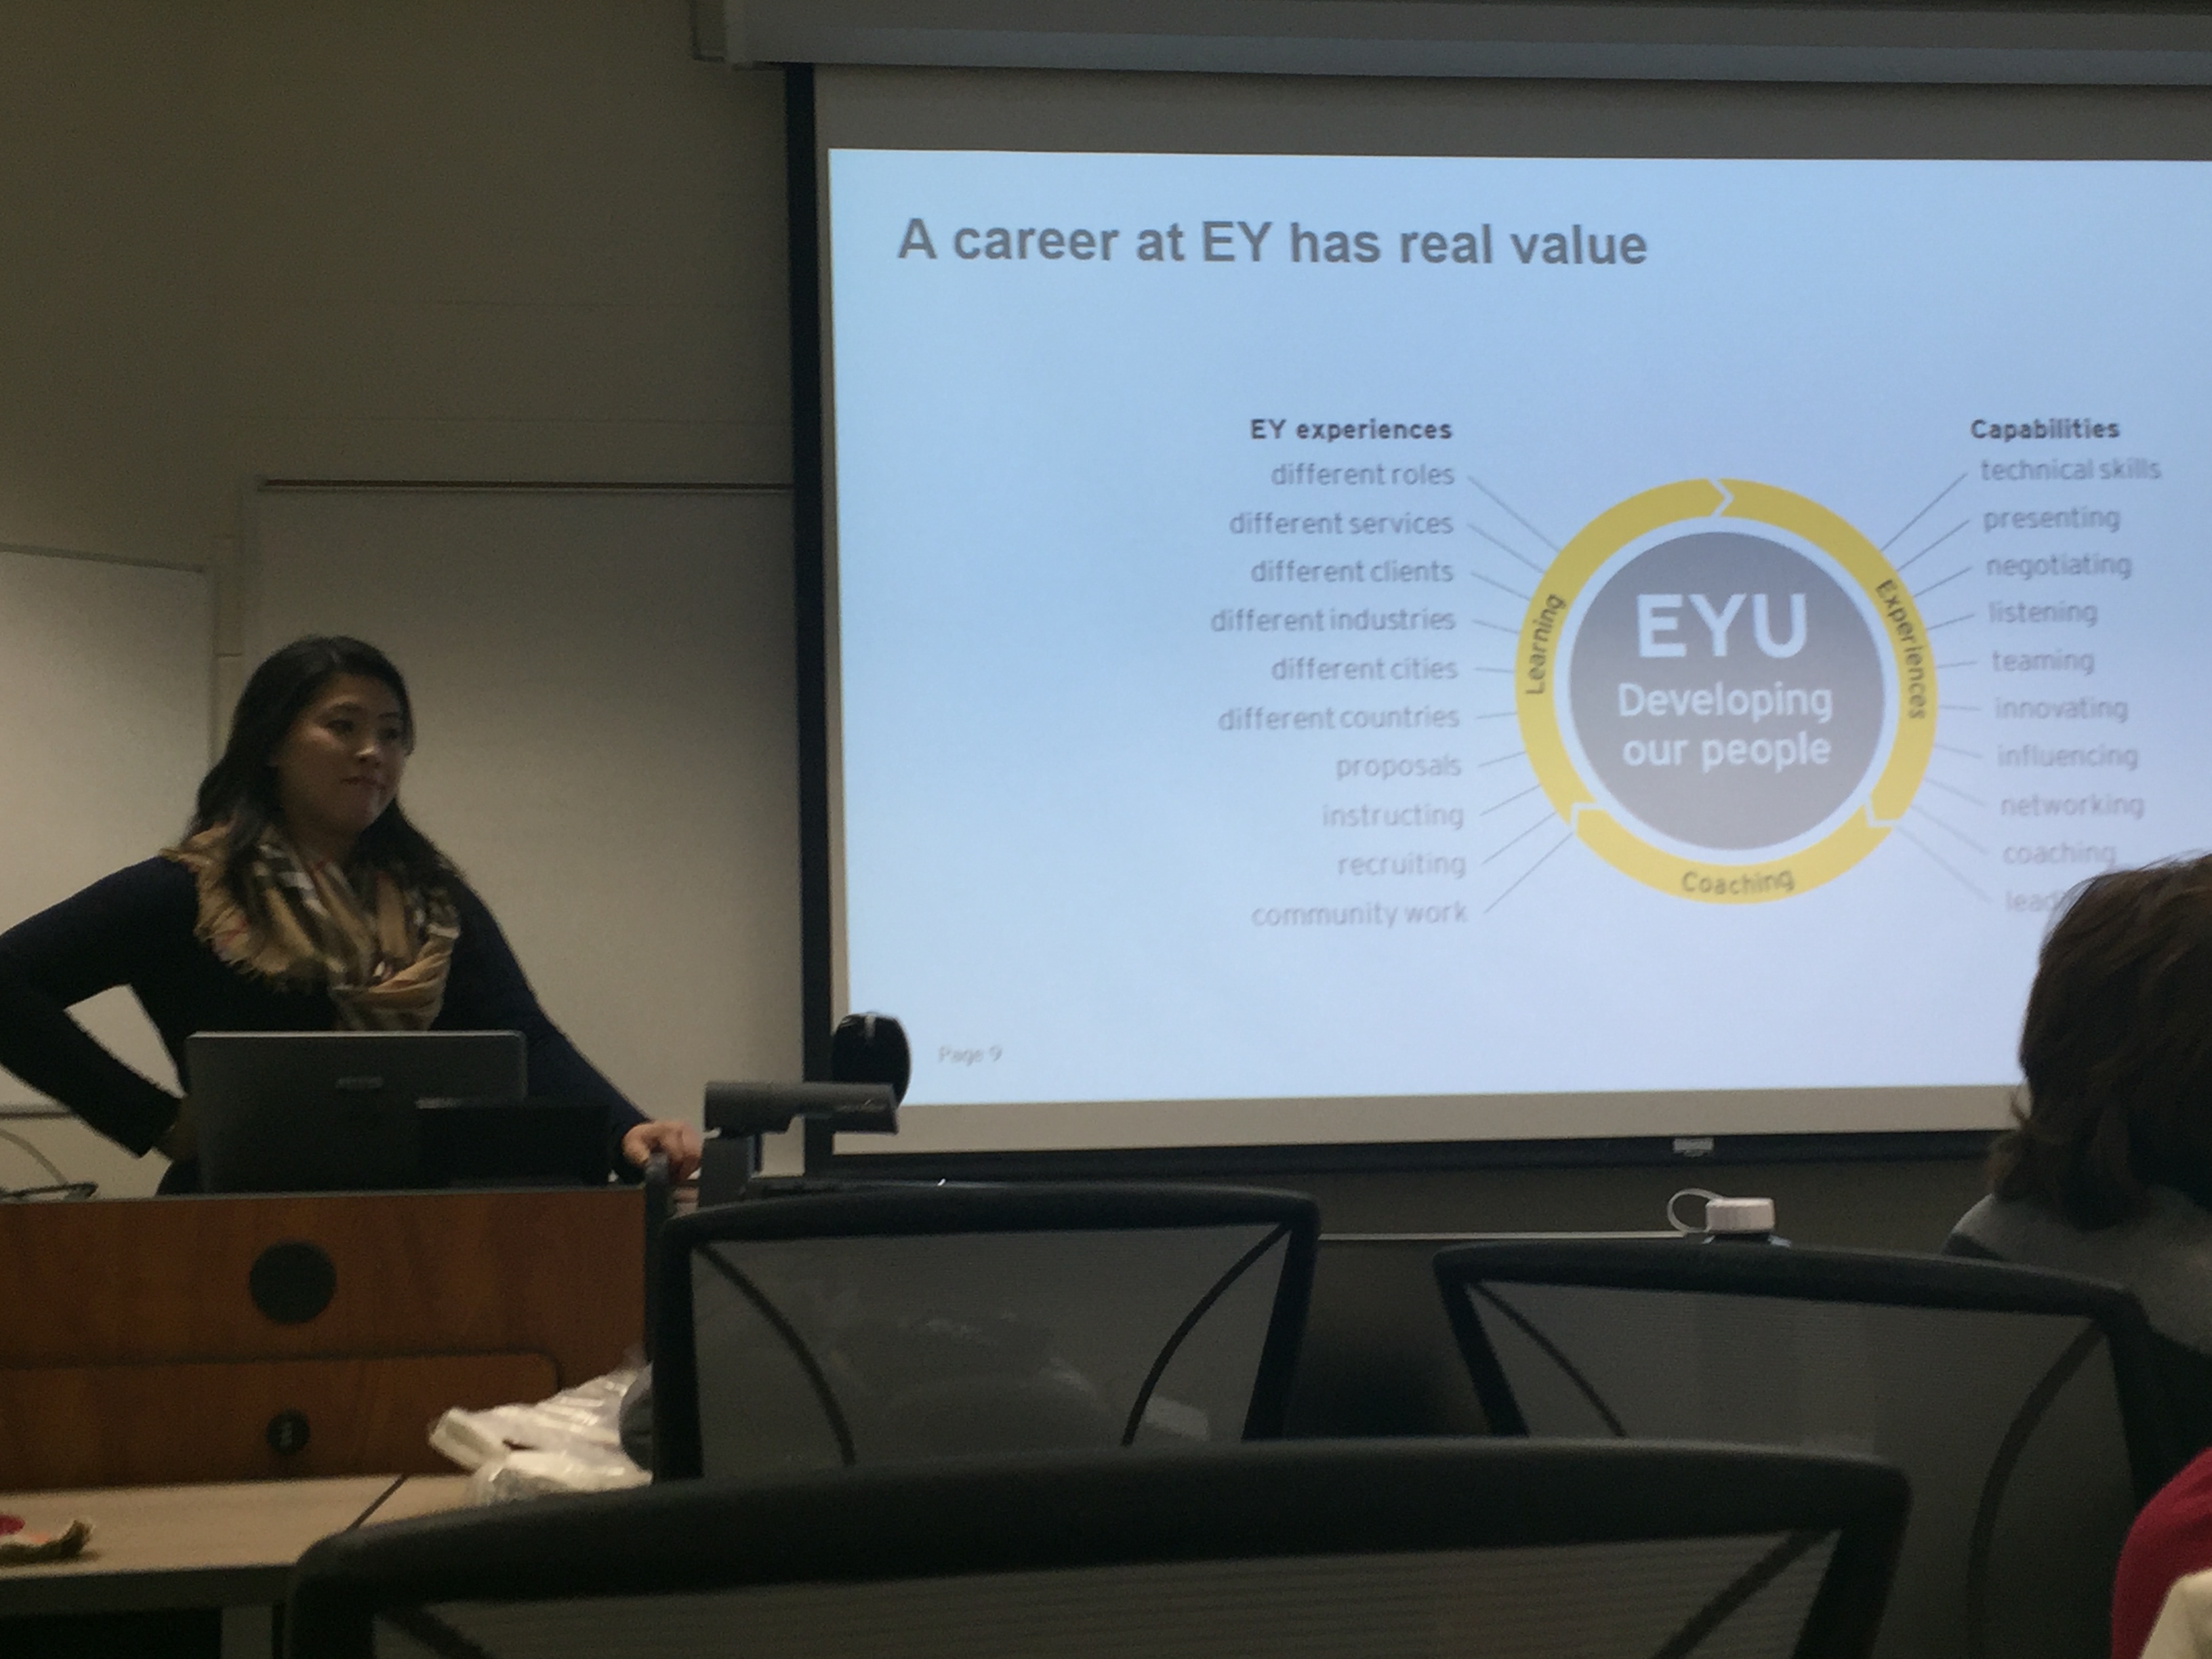 A career at EY has real value
EY experiences
different roles
different services
different clients
different industries
different cities
different countries
proposals
instructing
recruiting
community work
Learning
EYU
Developing
our people
Experiences
Coaching
Capabilities
technical skills
presenting
negotiating
listening
teaming
innovating
influencing
networking
coaching
Page 9